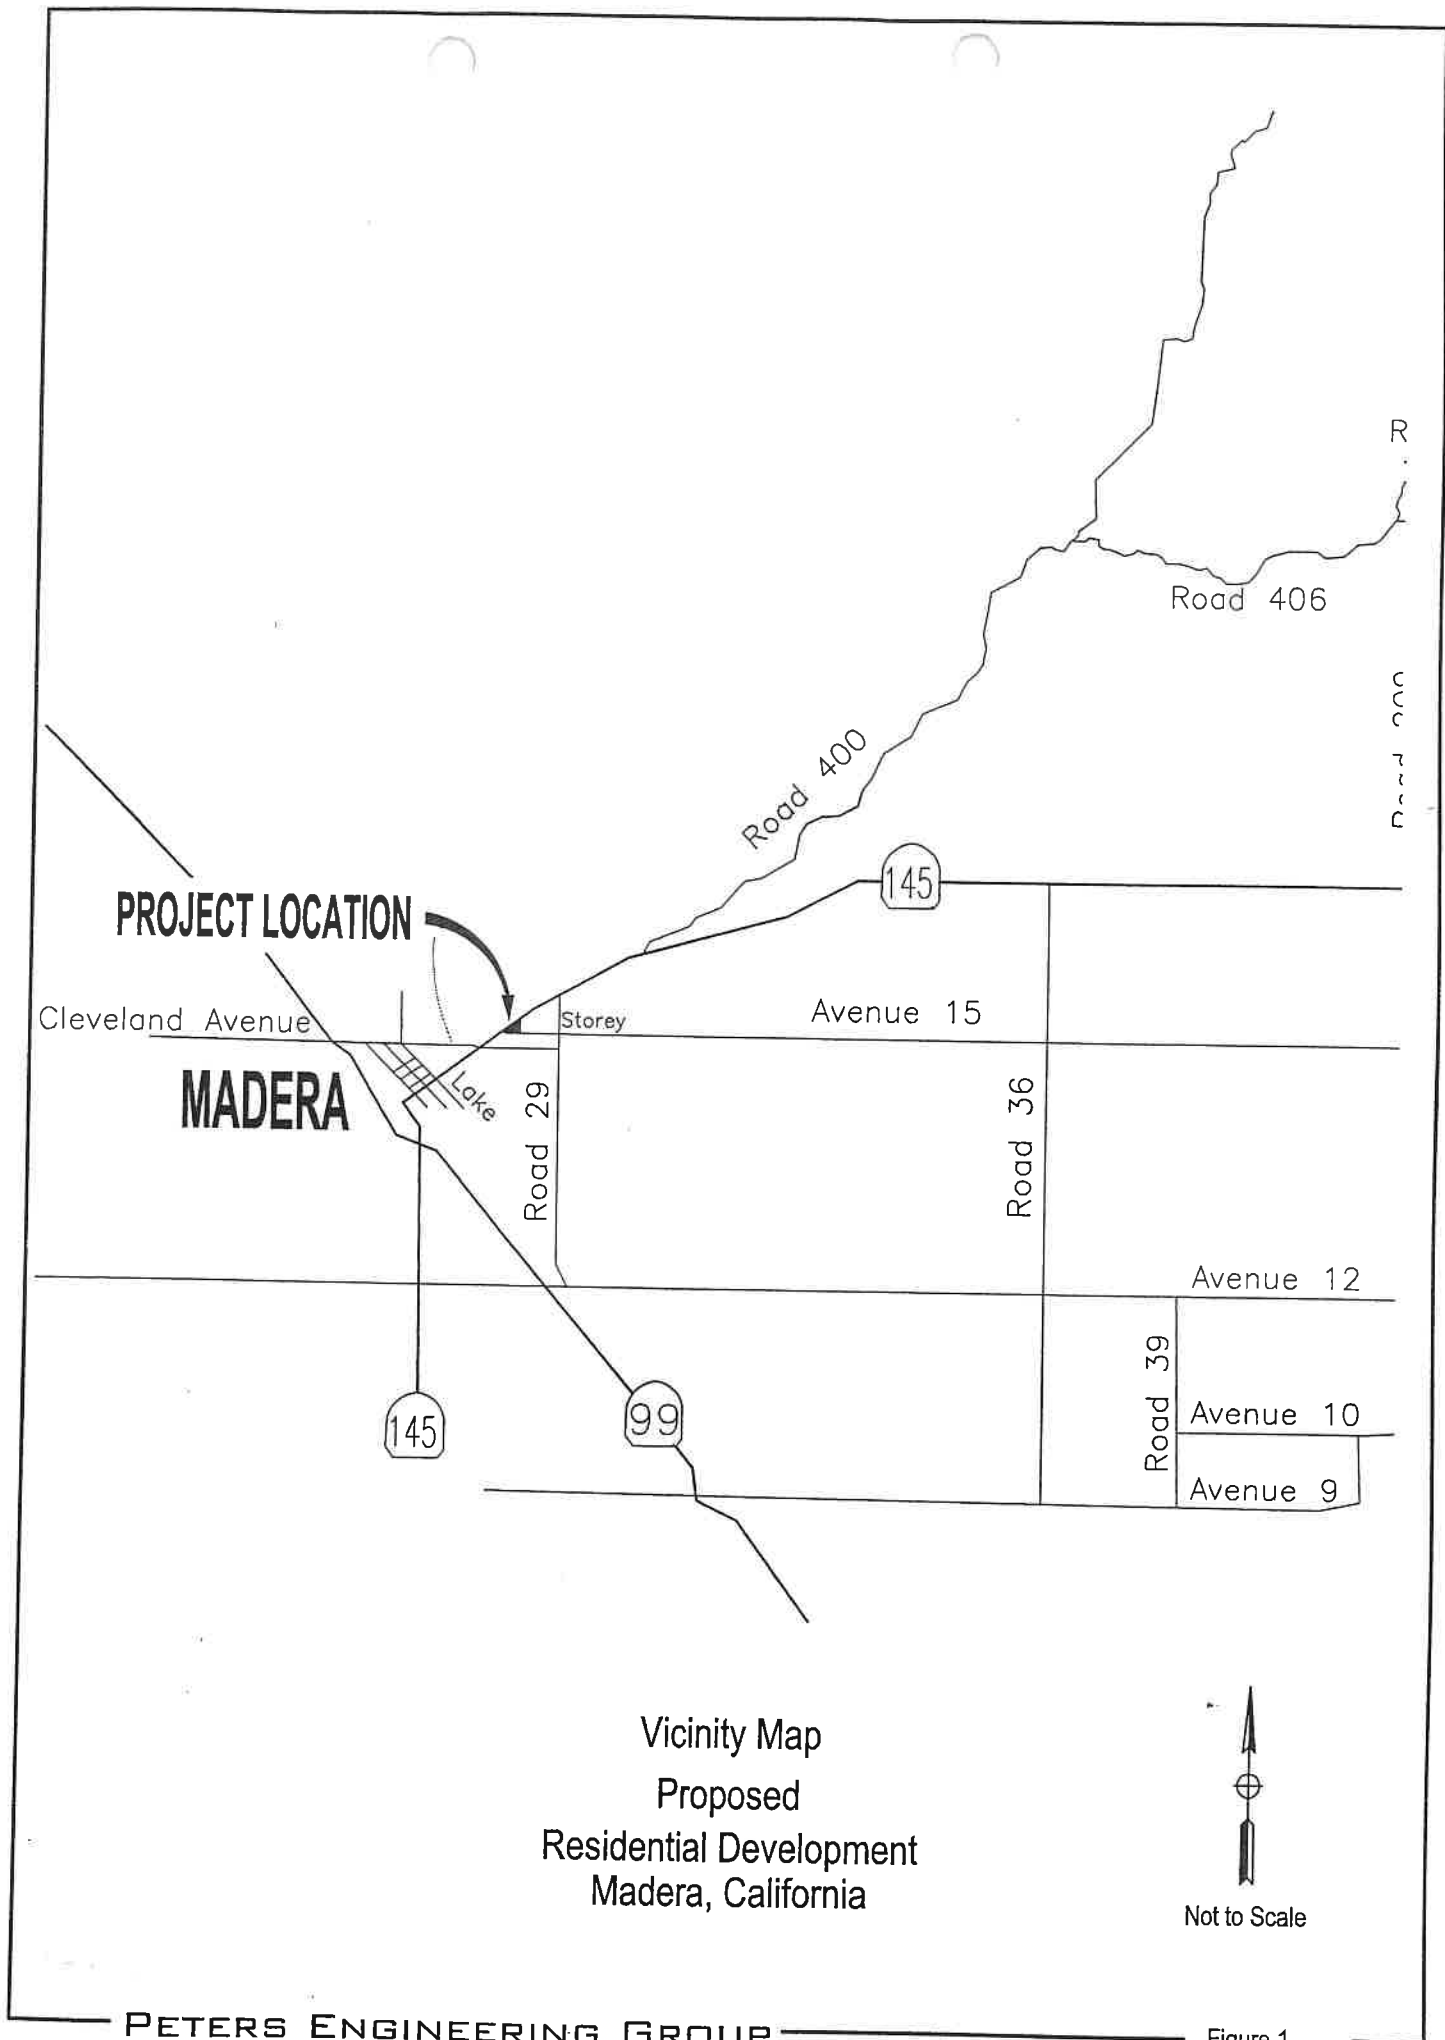 R
Road 406
Road 400
145
PROJECT LOCATION
Cleveland Avenue
Storey
Avenue 15
MADERA
Lake
Road 29
Road 36
Avenue 12
Road 39
145
99
Avenue 10
Avenue 9
Vicinity Map
Proposed
Residential Development
Madera, California
Not to Scale
PETERS ENGINEERING GROUP
Figure 1